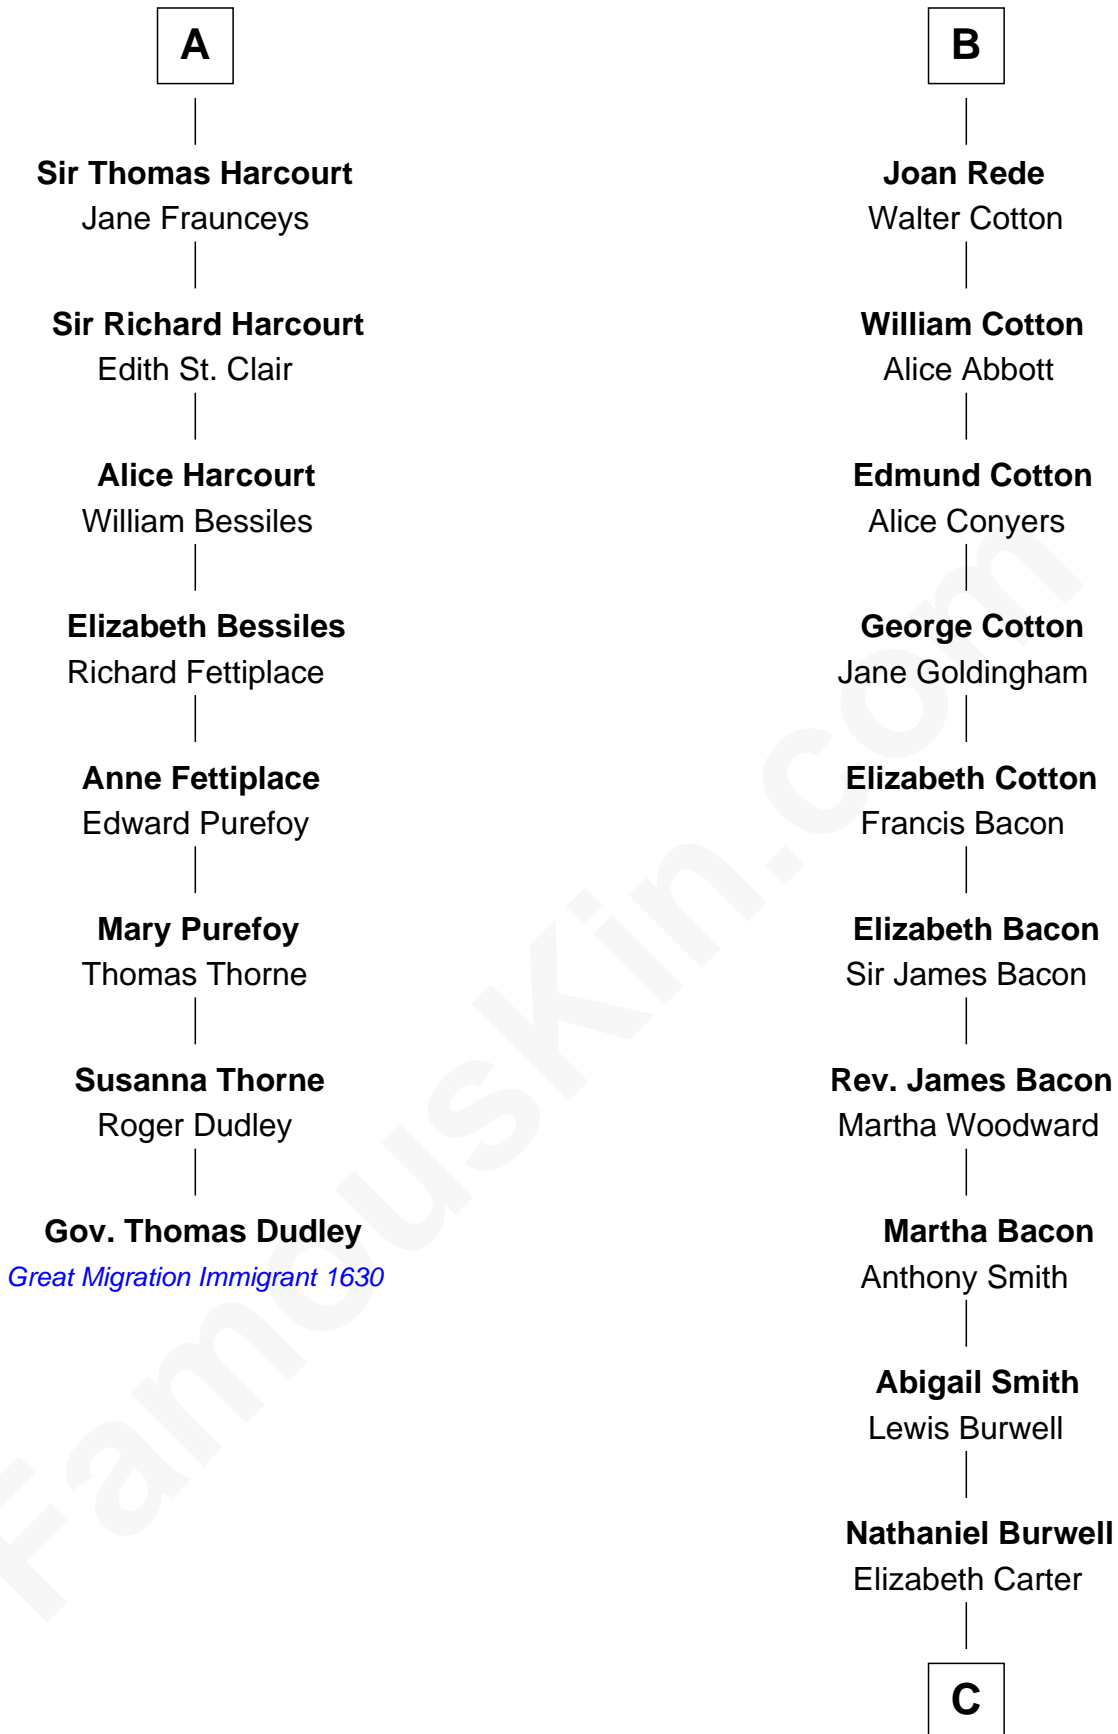 A
Sir Thomas Harcourt
Jane Fraunceys
Sir Richard Harcourt
Edith St. Clair
Alice Harcourt
William Bessiles
Elizabeth Bessiles
Richard Fettiplace
Anne Fettiplace
Edward Purefoy
Mary Purefoy
Thomas Thorne
Susanna Thorne
Roger Dudley
Gov. Thomas Dudley
Great Migration Immigrant 1630
B
Joan Rede
Walter Cotton
William Cotton
Alice Abbott
Edmund Cotton
Alice Conyers
George Cotton
Jane Goldingham
Elizabeth Cotton
Francis Bacon
Elizabeth Bacon
Sir James Bacon
Rev. James Bacon
Martha Woodward
Martha Bacon
Anthony Smith
Abigail Smith
Lewis Burwell
Nathaniel Burwell
Elizabeth Carter
C
FamousKin.com